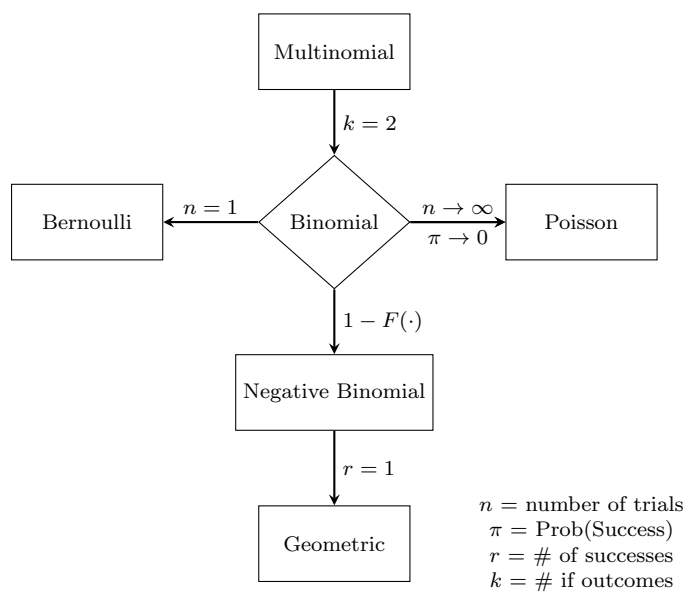 Multinomial
k = 2
Bernoulli
n = 1
Binomial
n → ∞
π → 0
Poisson
1 − F(·)
Negative Binomial
r = 1
Geometric
n = number of trials
π = Prob(Success)
r = # of successes
k = # if outcomes